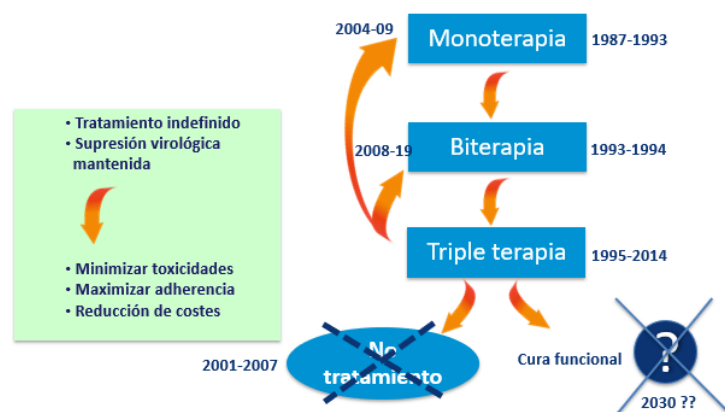 2004-09
Monoterapia
1987-1993
• Tratamiento indefinido
• Supresión virológica
mantenida
2008-19
Biterapia
1993-1994
• Minimizar toxicidades
• Maximizar adherencia
• Reducción de costes
Triple terapia
1995-2014
2001-2007
No
tratamiento
Cura funcional
?
2030 ??